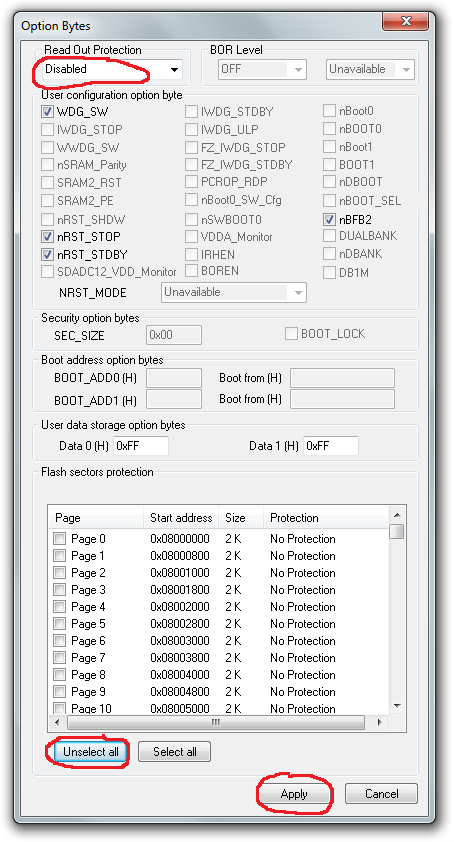 Option Bytes
Read Out Protection
BOR Level
Disabled
OFF
Unavailable
User configuration option byte
WDG_SW
IWDG_STDBY
nBoot0
IWDG_STOP
IWDG_ULP
nBOOT0
WWDG_SW
FZ_IWDG_STOP
nBoot1
nSRAM_Parity
FZ_IWDG_STDBY
BOOT1
SRAM2_RST
PCROP_RDP
nDBOOT
SRAM2_PE
nBoot0_SW_Cfg
nBOOT_SEL
nRST_SHDW
nSWBOOT0
nBFB2
nRST_STOP
VDDA_Monitor
DUALBANK
nRST_STDBY
IRHEN
nDBANK
SDADC12_VDD_Monitor
BOREN
DB1M
NRST_MODE
Unavailable
Security option bytes
SEC_SIZE
0x00
BOOT_LOCK
Boot address option bytes
BOOT_ADD0 (H)
Boot from (H)
BOOT_ADD1 (H)
Boot from (H)
User data storage option bytes
Data 0 (H)
0xFF
Data 1 (H)
0xFF
Flash sectors protection
Page Start address Size Protection
Page 0 0x08000000 2 K No Protection
Page 1 0x08000800 2 K No Protection
Page 2 0x08001000 2 K No Protection
Page 3 0x08001800 2 K No Protection
Page 4 0x08002000 2 K No Protection
Page 5 0x08002800 2 K No Protection
Page 6 0x08003000 2 K No Protection
Page 7 0x08003800 2 K No Protection
Page 8 0x08004000 2 K No Protection
Page 9 0x08004800 2 K No Protection
Page 10 0x08005000 2 K No Protection
Unselect all
Select all
Apply
Cancel